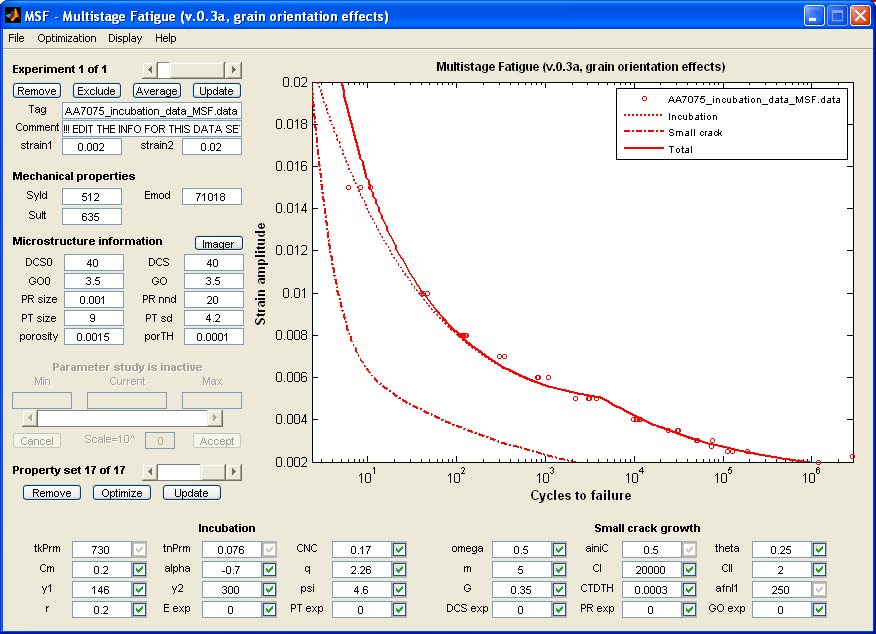 MSF - Multistage Fatigue (v.0.3a, grain orientation effects)
File Optimization Display Help
Experiment 1 of 1
Remove Exclude Average Update
Tag AA7075_incubation_data_MSF.data
Comment !!! EDIT THE INFO FOR THIS DATA SET
strain1 0.002 strain2 0.02
Mechanical properties
Syld 512 Emod 71018
Sult 635
Microstructure information Imager
DCS0 40 DCS 40
GO0 3.5 GO 3.5
PR size 0.001 PR nnd 20
PT size 9 PT sd 4.2
porosity 0.0015 porTH 0.0001
Parameter study is inactive
Min Current Max
Cancel Scale=10^ 0 Accept
Property set 17 of 17
Remove Optimize Update
Multistage Fatigue (v.0.3a, grain orientation effects)
AA7075_incubation_data_MSF.data
Incubation
Small crack
Total
Strain amplitude
0.02
0.018
0.016
0.014
0.012
0.01
0.008
0.006
0.004
0.002
10^1 10^2 10^3 10^4 10^5 10^6
Cycles to failure
Incubation Small crack growth
tkPrm 730 tnPrm 0.076 CNC 0.17 omega 0.5 ainiC 0.5 theta 0.25
Cm 0.2 alpha -0.7 q 2.26 m 5 CI 20000 CII 2
y1 146 y2 300 psi 4.6 G 0.35 CTDTH 0.0003 afnl1 250
r 0.2 E exp 0 PT exp 0 DCS exp 0 PR exp 0 GO exp 0